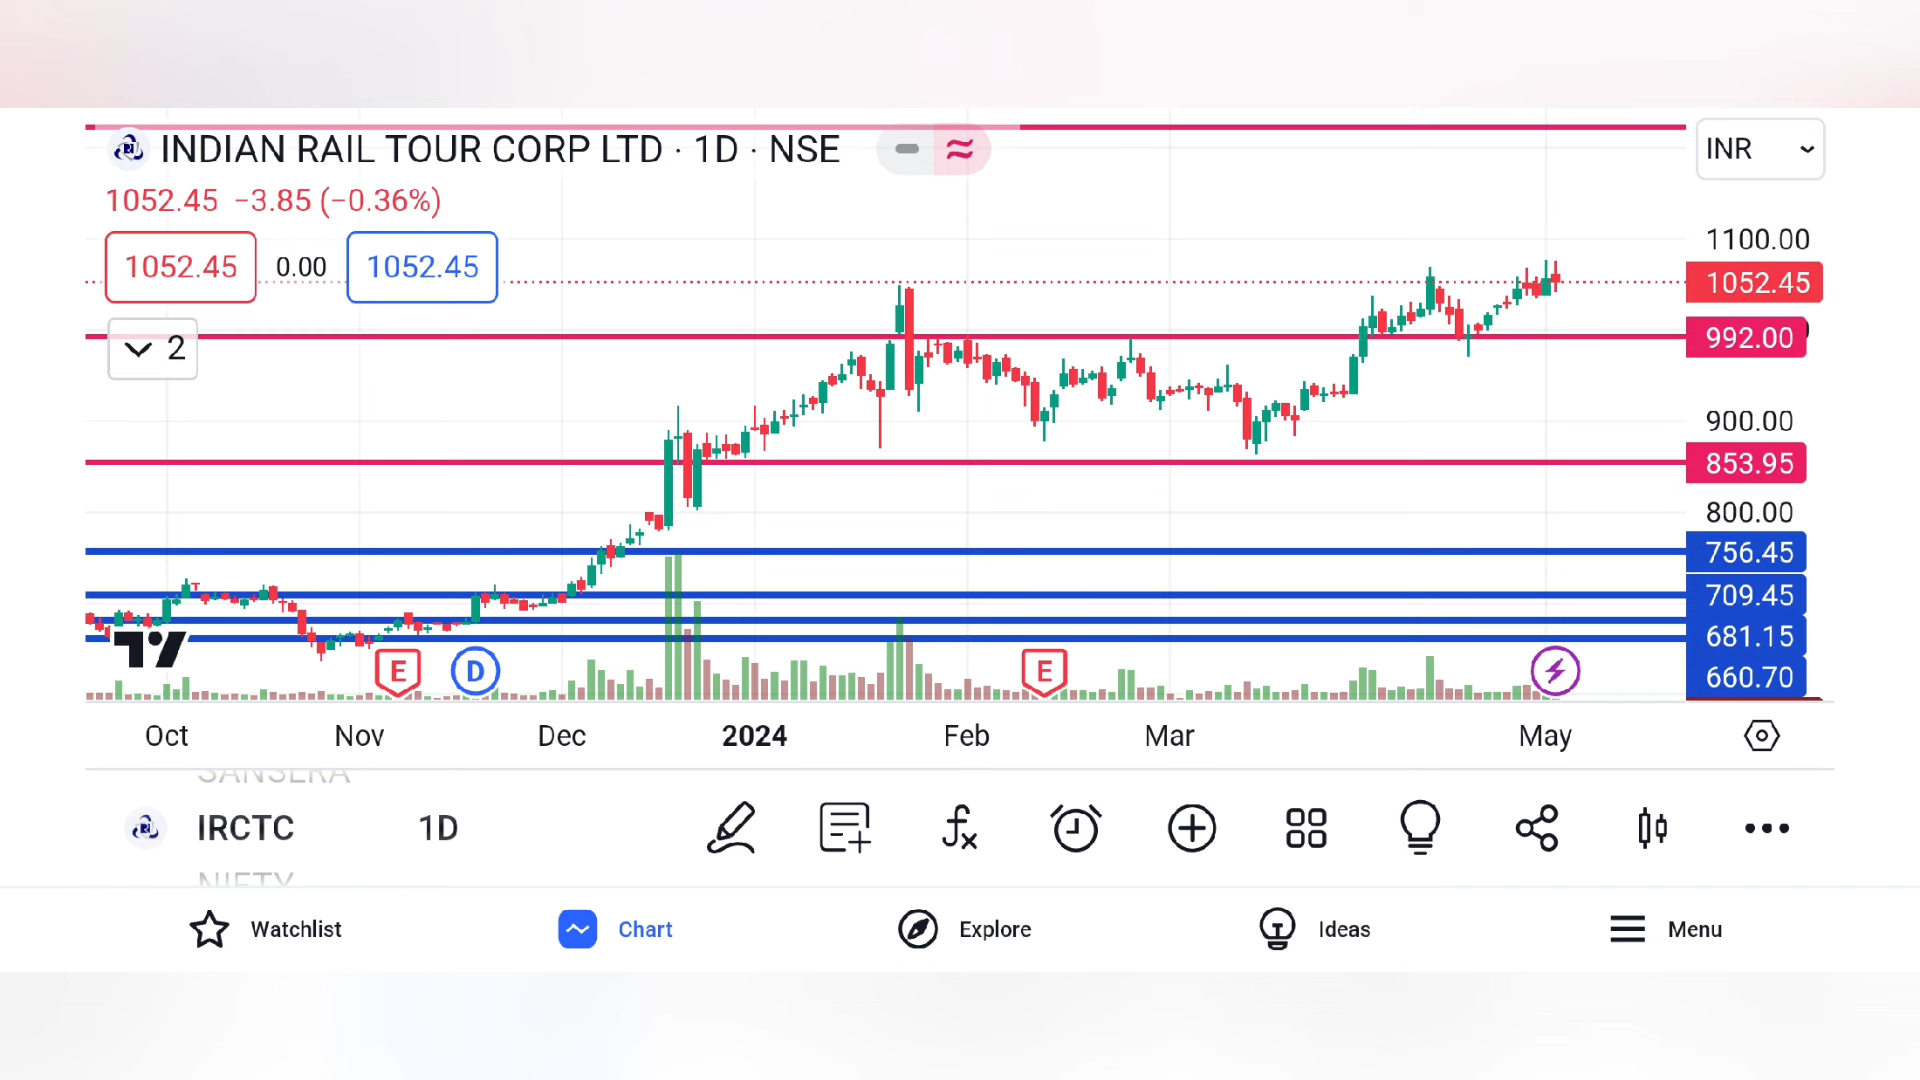 INDIAN RAIL TOUR CORP LTD · 1D · NSE
INR
1052.45 −3.85 (−0.36%)
1052.45 0.00 1052.45
2
1100.00
1052.45
992.00
900.00
853.95
800.00
756.45
709.45
681.15
660.70
E D E
Oct Nov Dec 2024 Feb Mar May
SANSERA
IRCTC 1D
NIFTY
Watchlist Chart Explore Ideas Menu